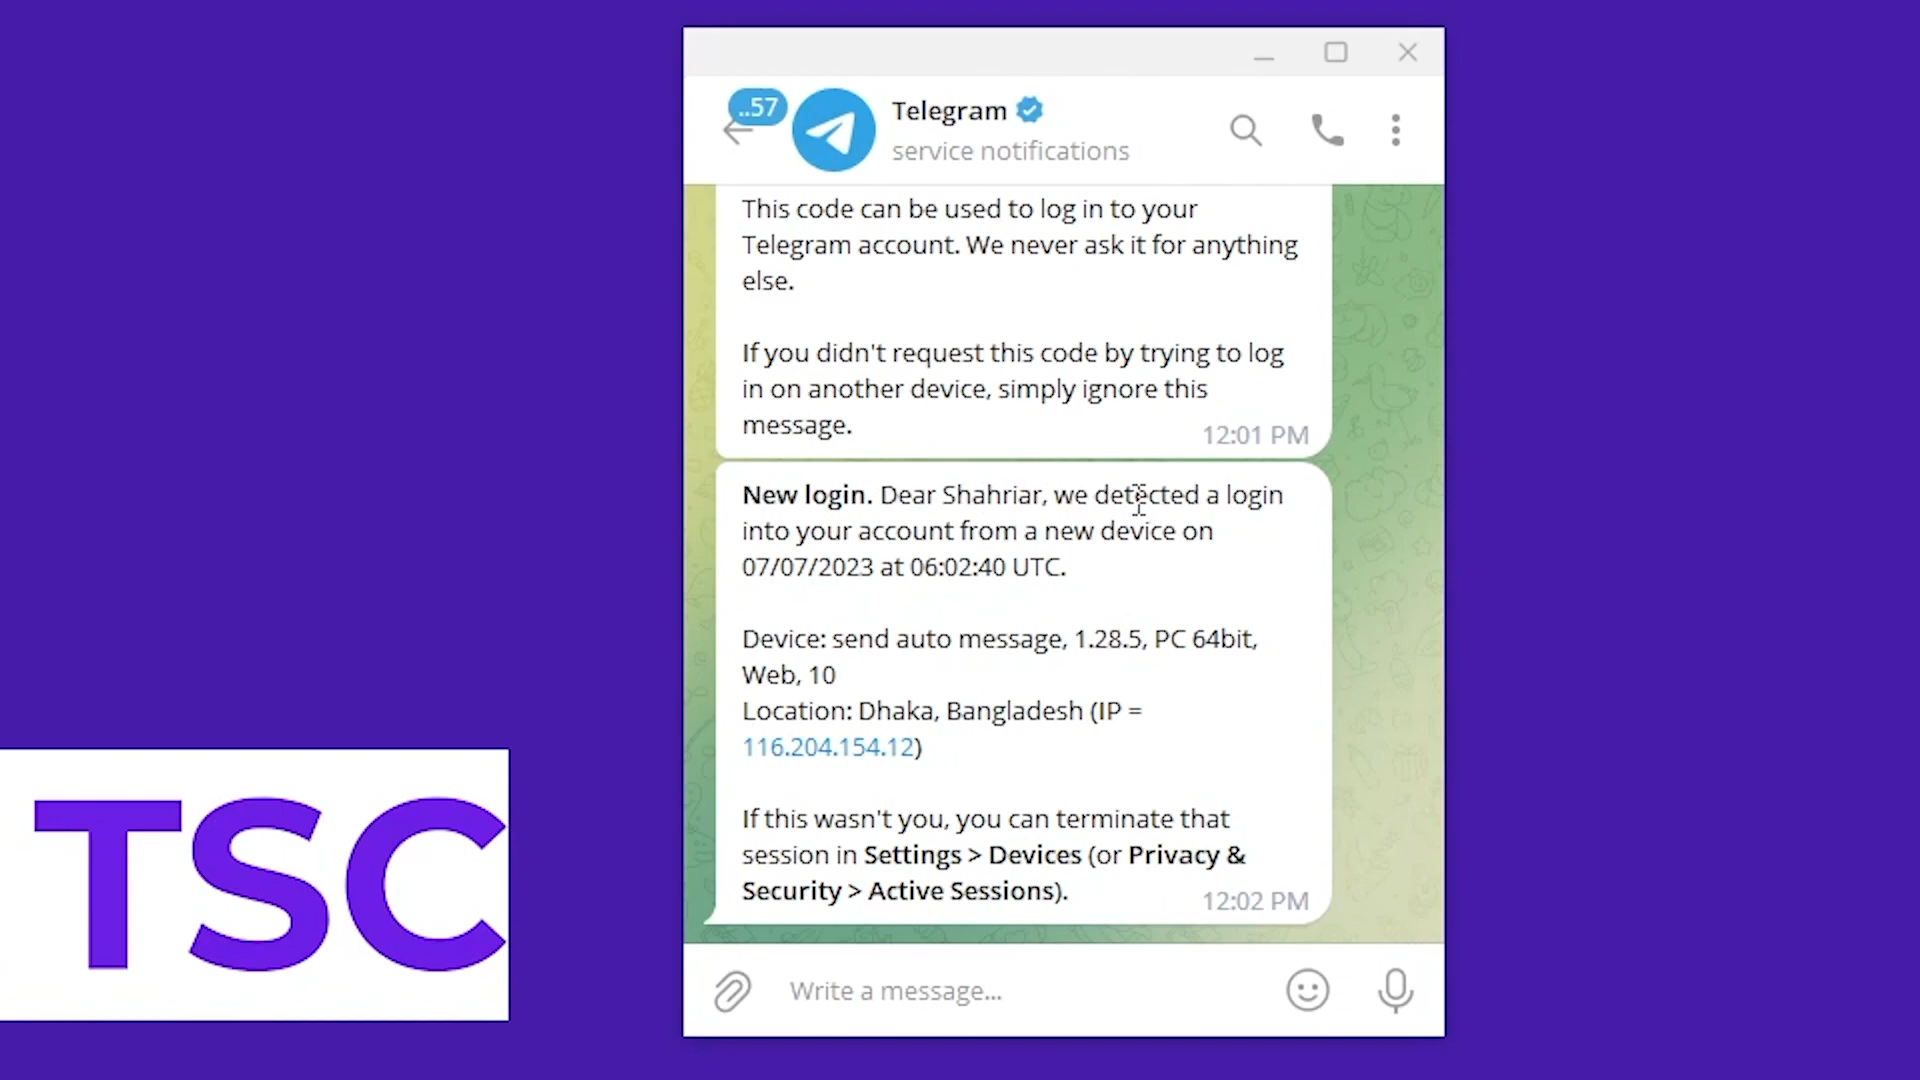 ..57
Telegram
service notifications
This code can be used to log in to your
Telegram account. We never ask it for anything
else.
If you didn't request this code by trying to log
in on another device, simply ignore this
message.
12:01 PM
New login. Dear Shahriar, we detected a login
into your account from a new device on
07/07/2023 at 06:02:40 UTC.
Device: send auto message, 1.28.5, PC 64bit,
Web, 10
Location: Dhaka, Bangladesh (IP =
116.204.154.12)
If this wasn't you, you can terminate that
session in Settings > Devices (or Privacy &
Security > Active Sessions).
12:02 PM
Write a message...
TSC